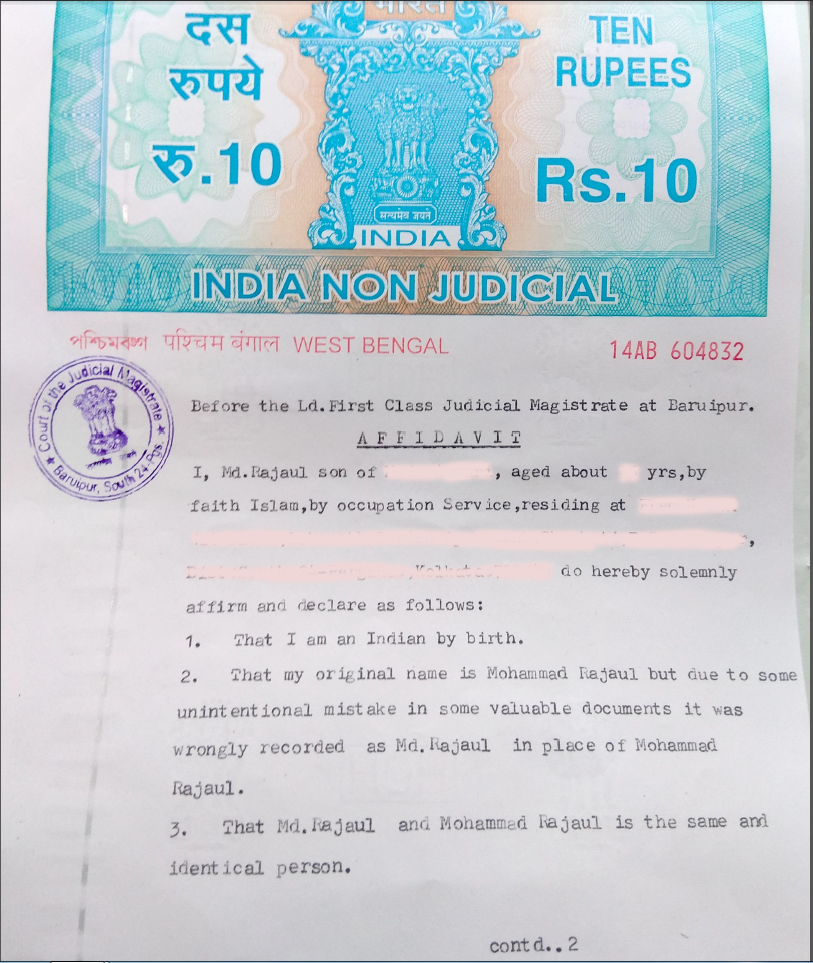 भारत
दस
रुपये
रु.10
TEN
RUPEES
Rs.10
सत्यमेव जयते
INDIA
INDIA NON JUDICIAL
পশ্চিমবঙ্গ पश्चिम बंगाल WEST BENGAL
14AB 604832
Court of the Judicial Magistrate
Baruipur, South 24 Pgs
Before the Ld.First Class Judicial Magistrate at Baruipur.
A F F I D A V I T
I, Md.Rajaul son of , aged about yrs,by
faith Islam,by occupation Service,residing at
,
do hereby solemnly
affirm and declare as follows:
1. That I am an Indian by birth.
2. That my original name is Mohammad Rajaul but due to some
unintentional mistake in some valuable documents it was
wrongly recorded as Md.Rajaul in place of Mohammad
Rajaul.
3. That Md.Rajaul and Mohammad Rajaul is the same and
identical person.
contd..2